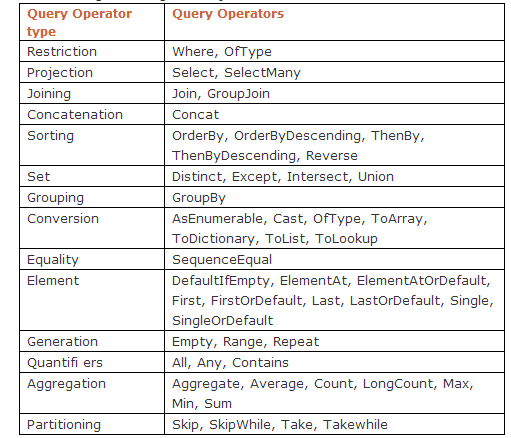 Query Operator Query Operators
type
Restriction Where, OfType
Projection Select, SelectMany
Joining Join, GroupJoin
Concatenation Concat
Sorting OrderBy, OrderByDescending, ThenBy,
ThenByDescending, Reverse
Set Distinct, Except, Intersect, Union
Grouping GroupBy
Conversion AsEnumerable, Cast, OfType, ToArray,
ToDictionary, ToList, ToLookup
Equality SequenceEqual
Element DefaultIfEmpty, ElementAt, ElementAtOrDefault,
First, FirstOrDefault, Last, LastOrDefault, Single,
SingleOrDefault
Generation Empty, Range, Repeat
Quantifi ers All, Any, Contains
Aggregation Aggregate, Average, Count, LongCount, Max,
Min, Sum
Partitioning Skip, SkipWhile, Take, Takewhile